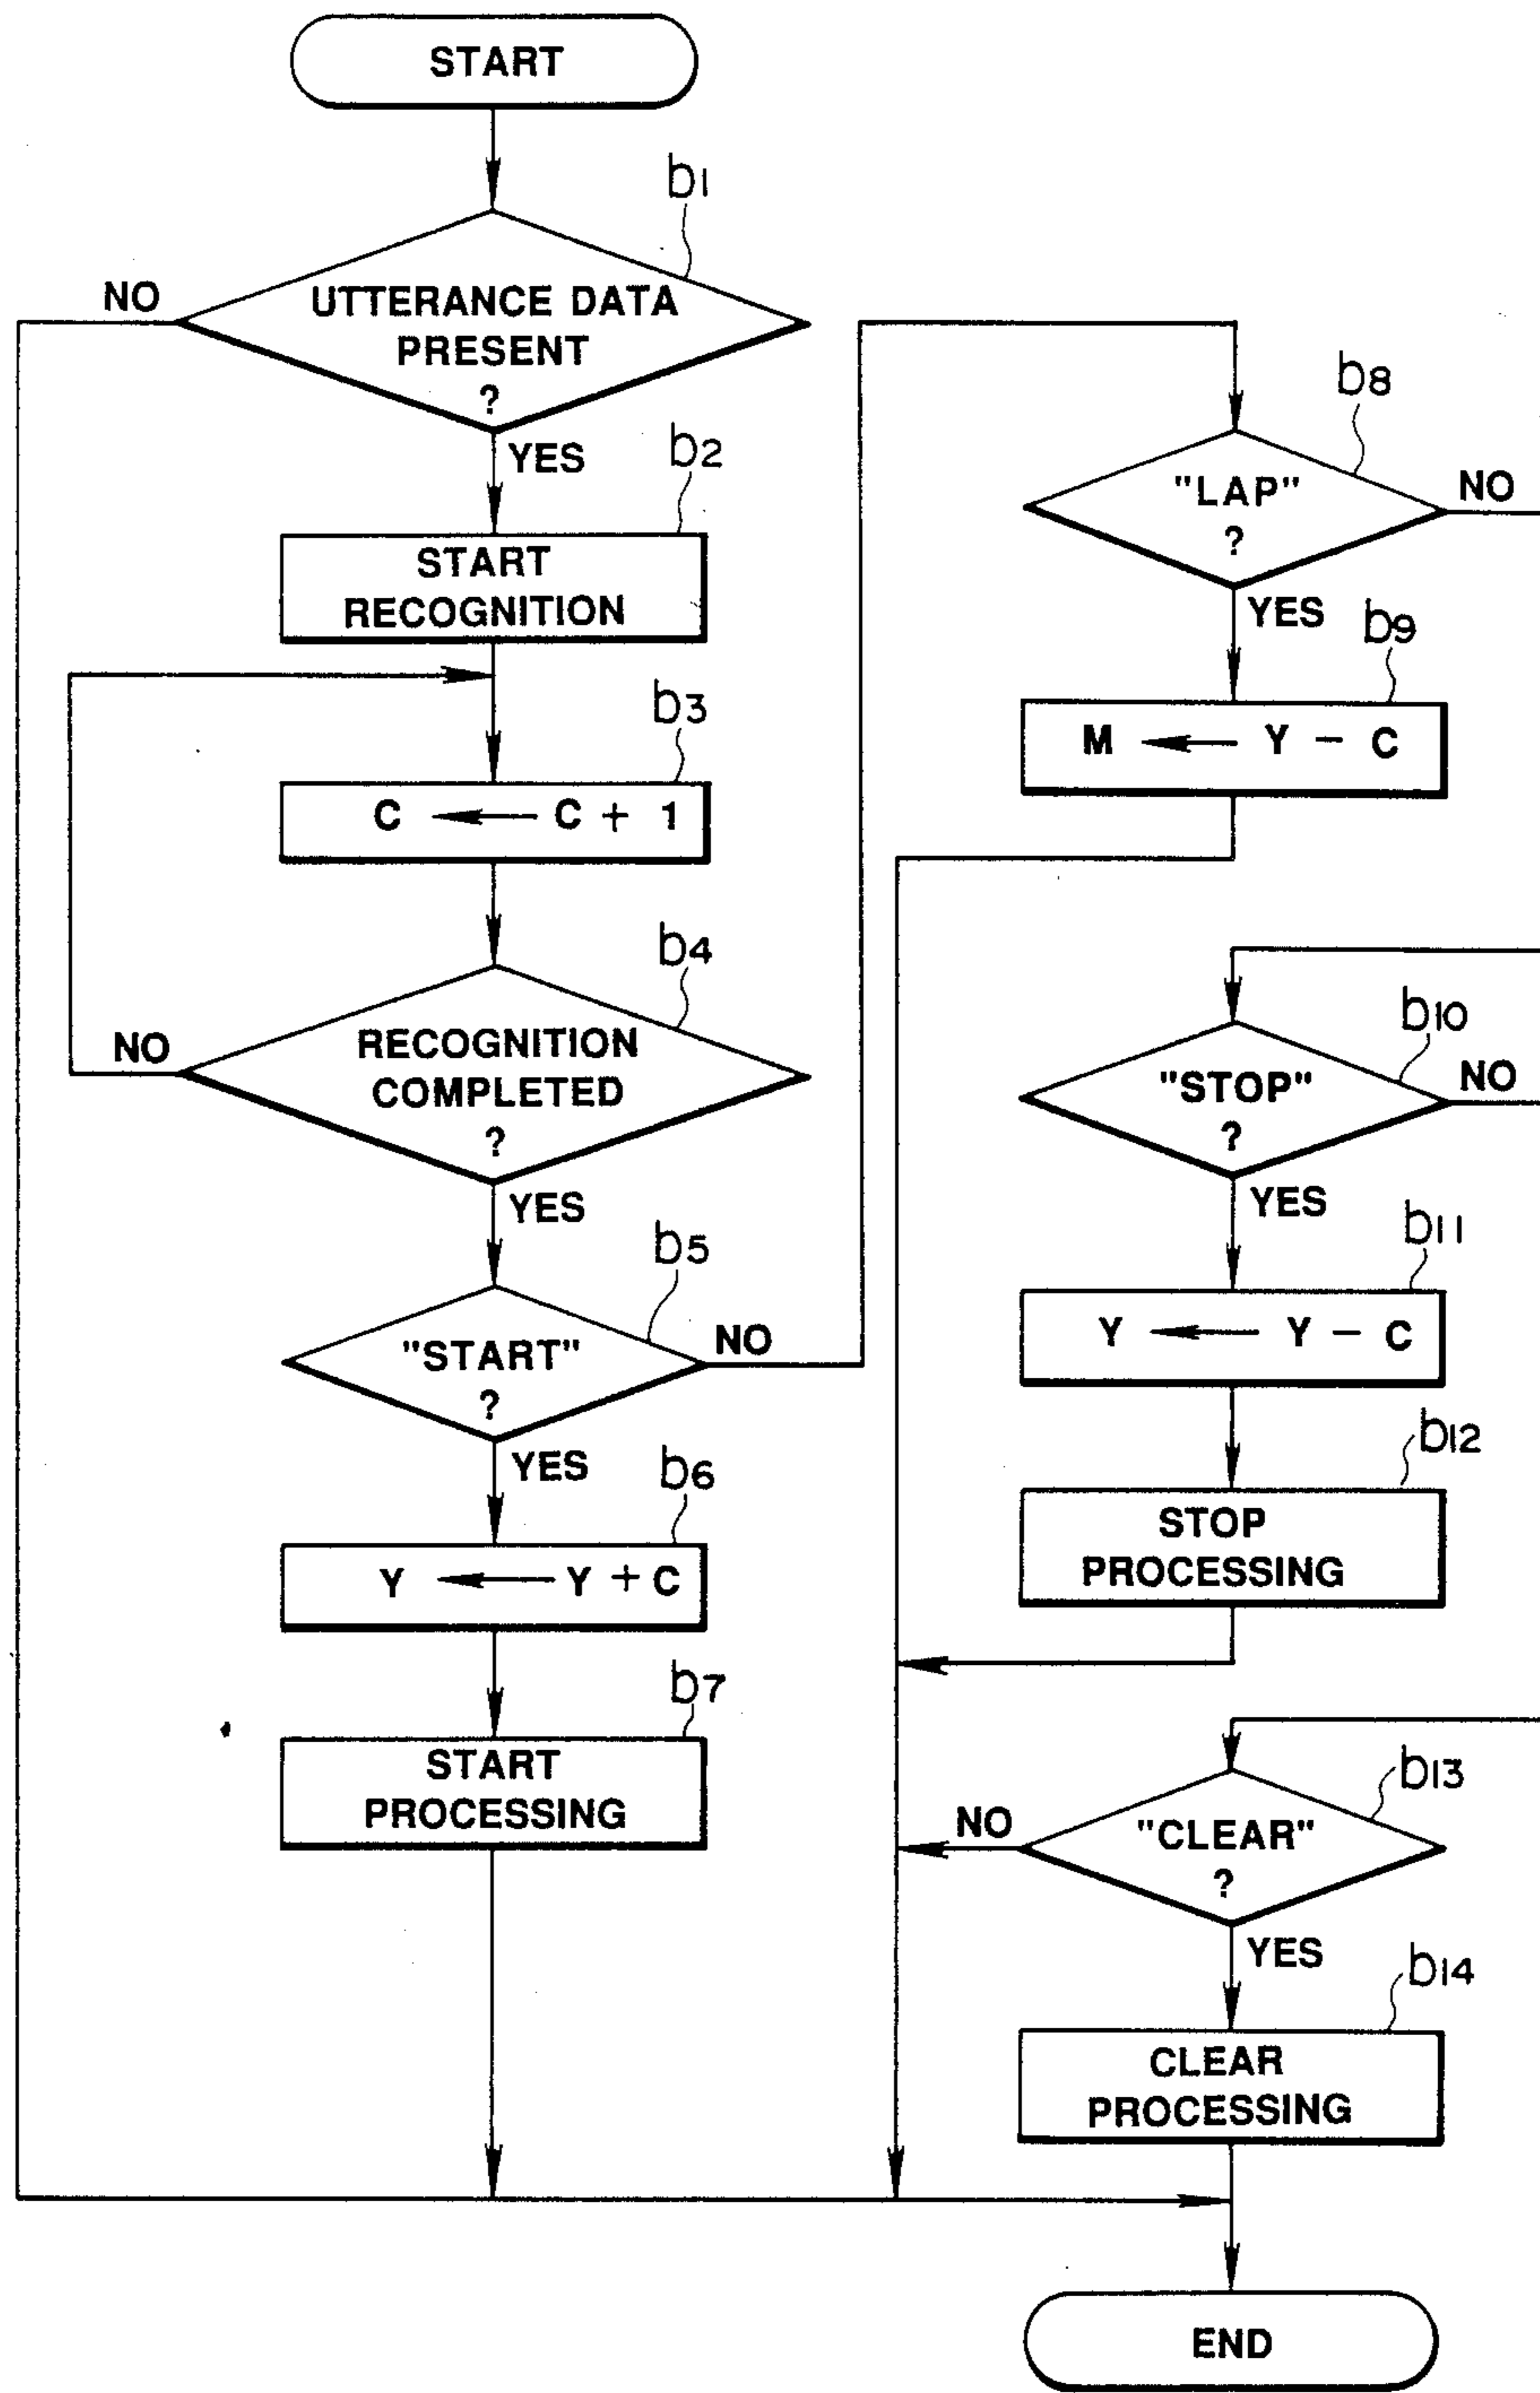 START
b1
NO
UTTERANCE DATA
PRESENT
?
YES
b2
START
RECOGNITION
b3
C ← C + 1
b4
NO
RECOGNITION
COMPLETED
?
YES
b5
"START"
?
NO
YES
b6
Y ← Y + C
b7
START
PROCESSING
b8
"LAP"
?
NO
YES
b9
M ← Y - C
b10
"STOP"
?
NO
YES
b11
Y ← Y - C
b12
STOP
PROCESSING
b13
NO
"CLEAR"
?
YES
b14
CLEAR
PROCESSING
END